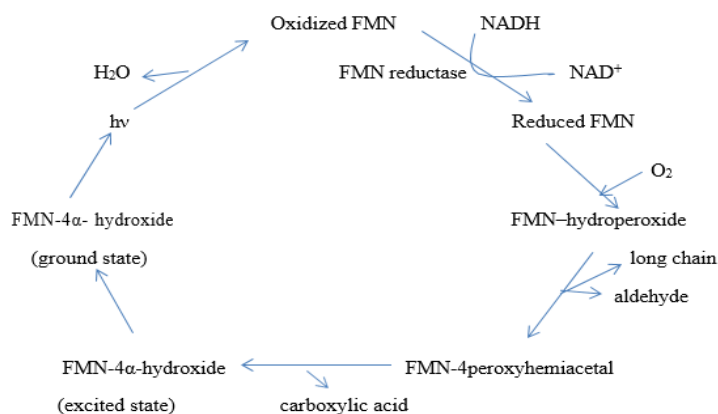 Oxidized FMN
NADH
H₂O
FMN reductase
NAD⁺
hν
Reduced FMN
O₂
FMN-4α- hydroxide
(ground state)
FMN–hydroperoxide
long chain
aldehyde
FMN-4α-hydroxide
(excited state)
FMN-4peroxyhemiacetal
carboxylic acid